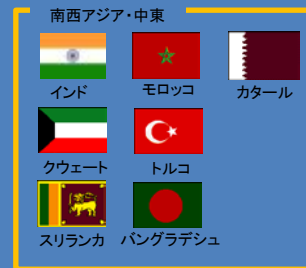 南西アジア・中東
インド
モロッコ
カタール
クウェート
トルコ
スリランカ
バングラデシュ